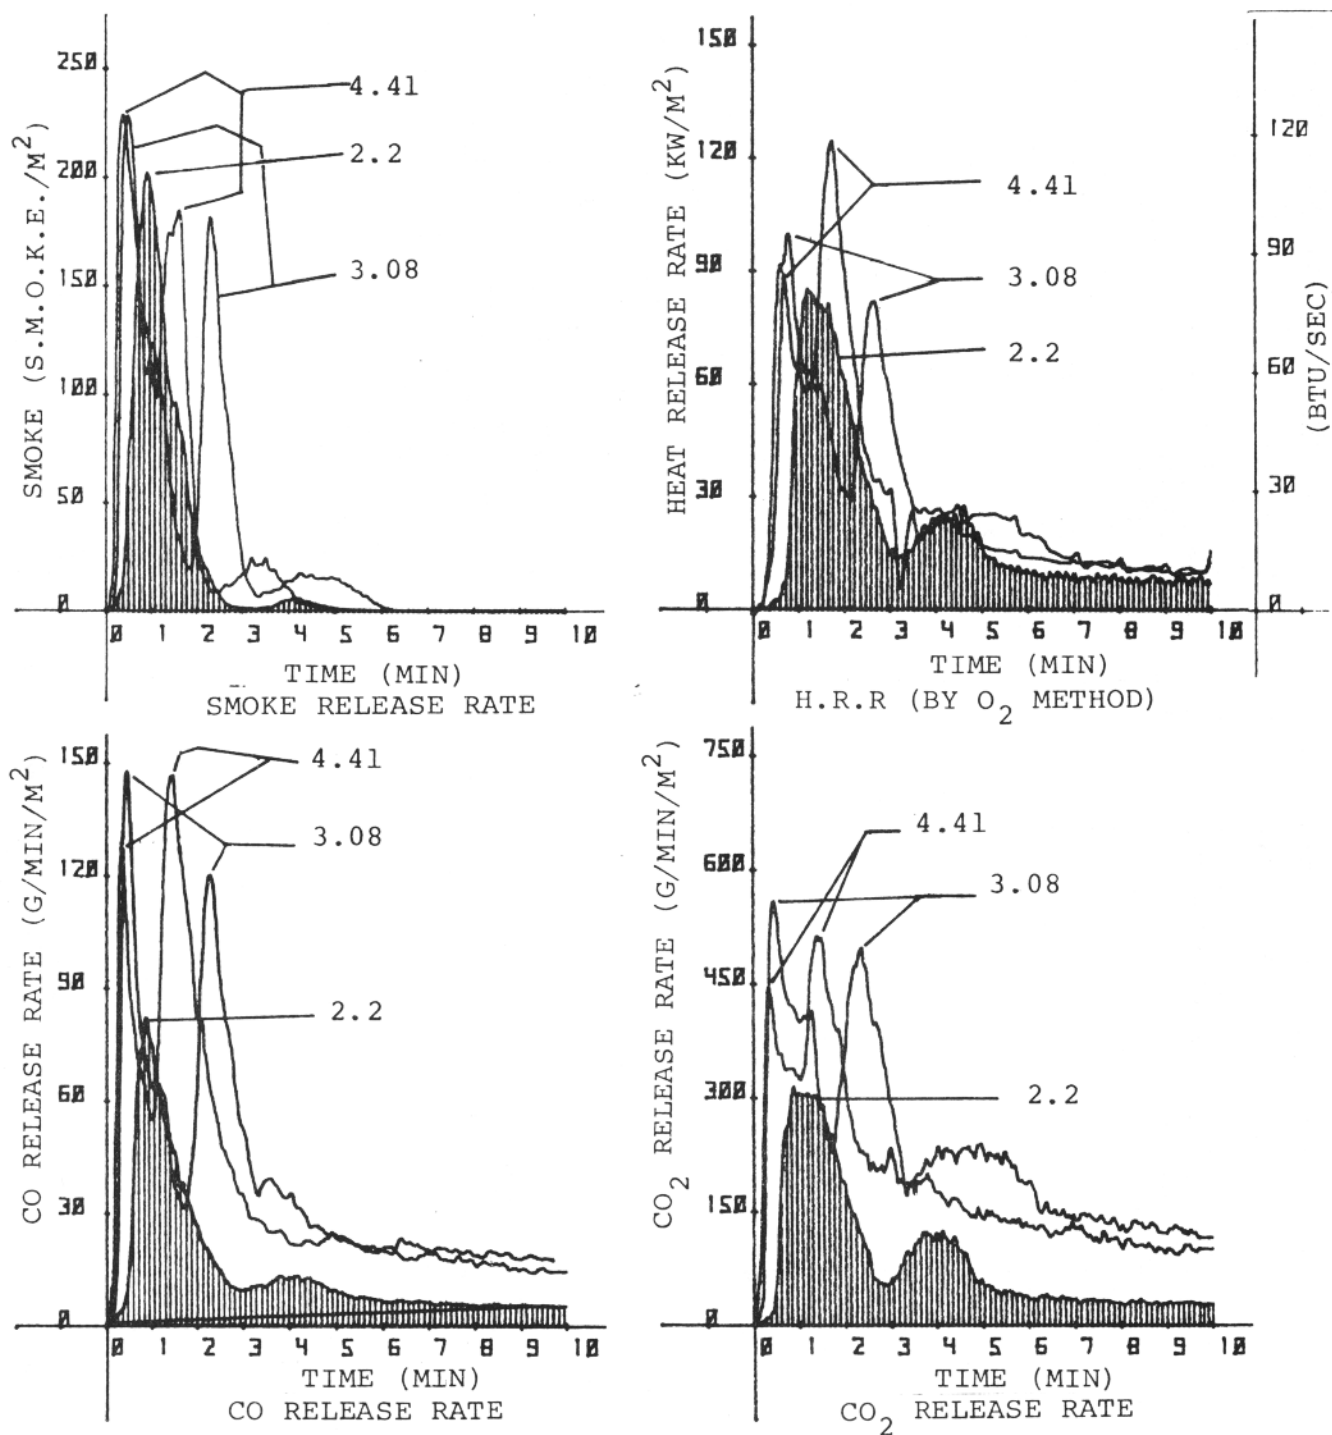 SMOKE (S.M.O.K.E./M²)
250
200
150
100
50
0
4.41
2.2
3.08
0 1 2 3 4 5 6 7 8 9 10
TIME (MIN)
SMOKE RELEASE RATE
HEAT RELEASE RATE (KW/M²)
150
120
90
60
30
0
4.41
3.08
2.2
120
90
60
30
0
(BTU/SEC)
0 1 2 3 4 5 6 7 8 9 10
TIME (MIN)
H.R.R (BY O₂ METHOD)
CO RELEASE RATE (G/MIN/M²)
150
120
90
60
30
0
4.41
3.08
2.2
0 1 2 3 4 5 6 7 8 9 10
TIME (MIN)
CO RELEASE RATE
CO₂ RELEASE RATE (G/MIN/M²)
750
600
450
300
150
0
4.41
3.08
2.2
0 1 2 3 4 5 6 7 8 9 10
TIME (MIN)
CO₂ RELEASE RATE